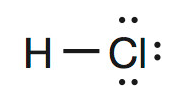 H — Cl